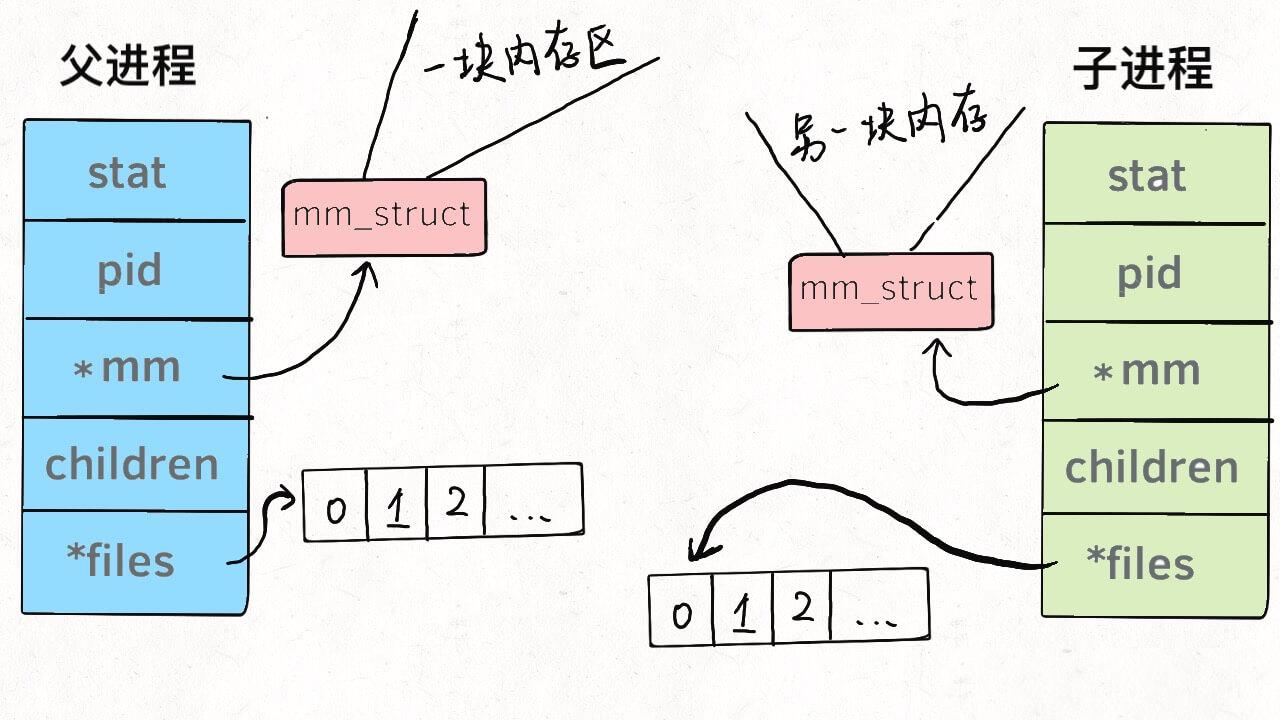 父进程
stat
pid
*mm
children
*files
一块内存区
mm_struct
0 1 2 ...
另一块内存
mm_struct
0 1 2 ...
子进程
stat
pid
*mm
children
*files